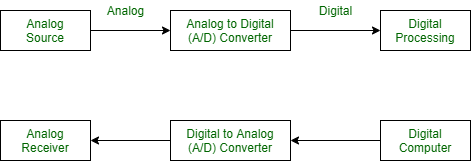 Analog
Digital
Analog
Source
Analog to Digital
(A/D) Converter
Digital
Processing
Analog
Receiver
Digital to Analog
(A/D) Converter
Digital
Computer